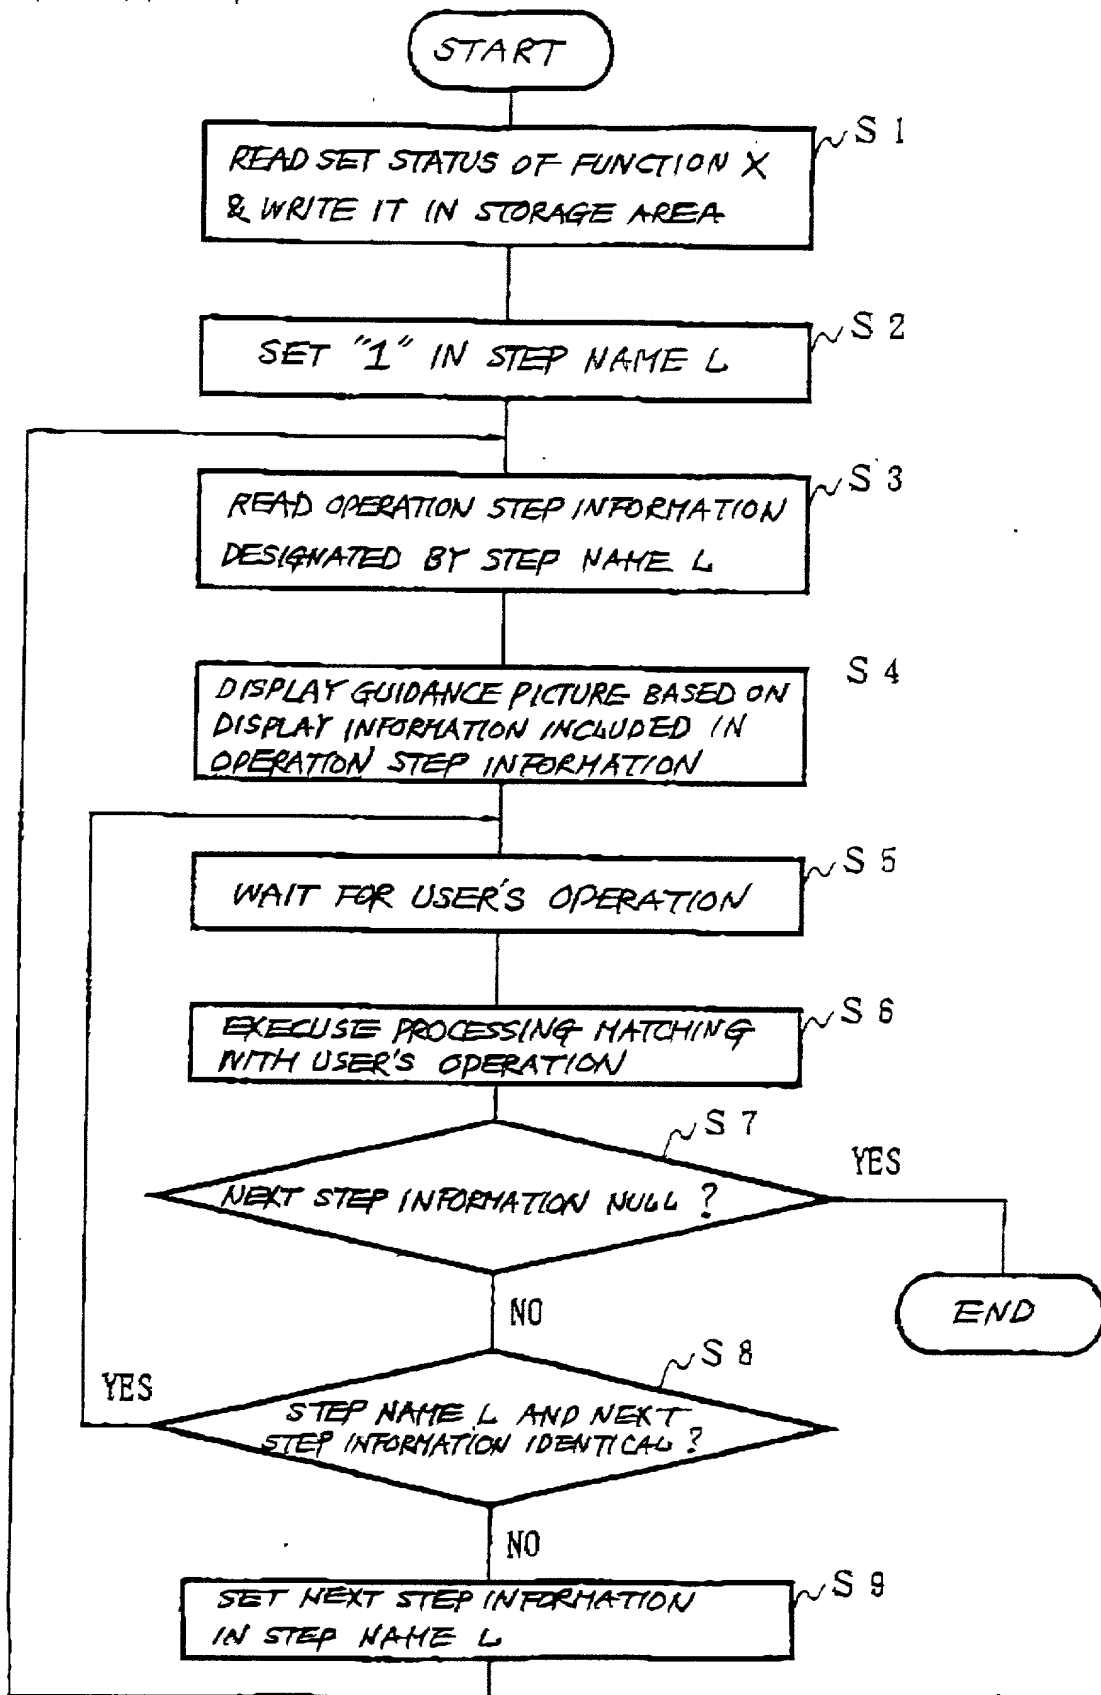 START
S 1
READ SET STATUS OF FUNCTION X
& WRITE IT IN STORAGE AREA
S 2
SET "1" IN STEP NAME L
S 3
READ OPERATION STEP INFORMATION
DESIGNATED BY STEP NAME L
S 4
DISPLAY GUIDANCE PICTURE BASED ON
DISPLAY INFORMATION INCLUDED IN
OPERATION STEP INFORMATION
S 5
WAIT FOR USER'S OPERATION
S 6
EXECUSE PROCESSING MATCHING
WITH USER'S OPERATION
S 7
YES
NEXT STEP INFORMATION NULL ?
NO
END
S 8
YES
STEP NAME L AND NEXT
STEP INFORMATION IDENTICAL ?
NO
S 9
SET NEXT STEP INFORMATION
IN STEP NAME L